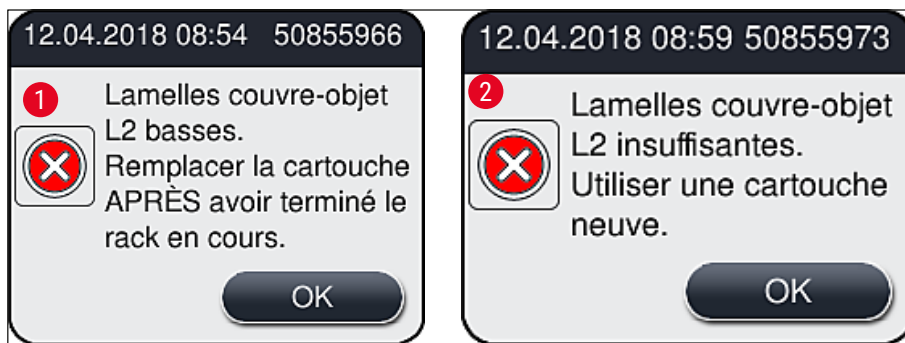 12.04.2018 08:54 50855966
1
Lamelles couvre-objet
L2 basses.
Remplacer la cartouche
APRÈS avoir terminé le
rack en cours.
OK
12.04.2018 08:59 50855973
2
Lamelles couvre-objet
L2 insuffisantes.
Utiliser une cartouche
neuve.
OK